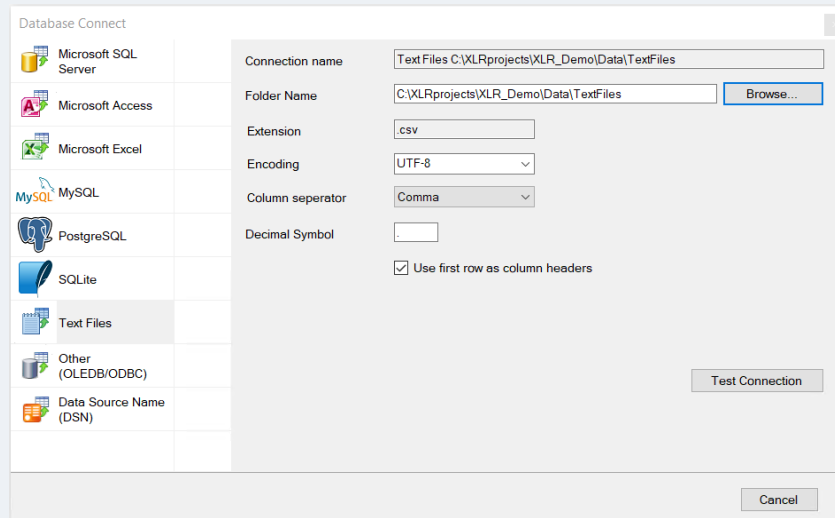 Database Connect
Microsoft SQL
Server
Microsoft Access
Microsoft Excel
MySQL
MySQL
PostgreSQL
SQLite
Text Files
Other
(OLEDB/ODBC)
Data Source Name
(DSN)
Connection name
Text Files C:\XLRprojects\XLR_Demo\Data\TextFiles
Folder Name
C:\XLRprojects\XLR_Demo\Data\TextFiles
Browse...
Extension
.csv
Encoding
UTF-8
Column seperator
Comma
Decimal Symbol
.
Use first row as column headers
Test Connection
Cancel